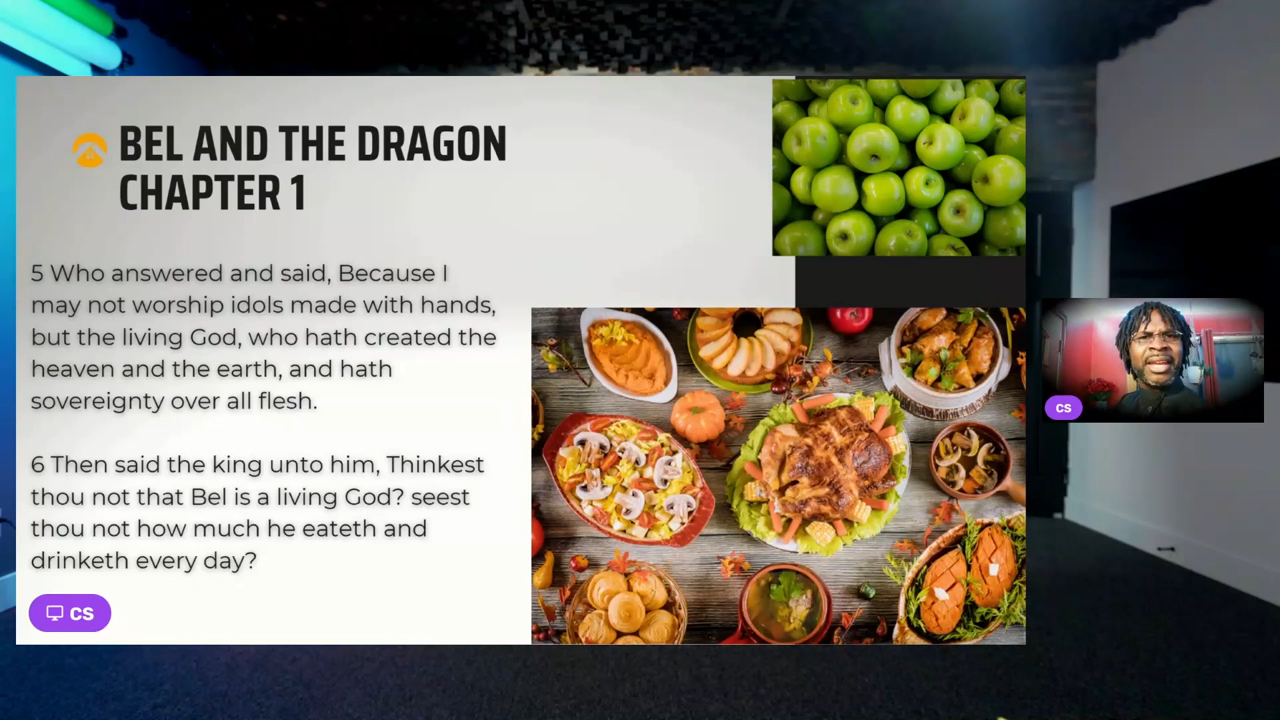 BEL AND THE DRAGON
CHAPTER 1
5 Who answered and said, Because I
may not worship idols made with hands,
but the living God, who hath created the
heaven and the earth, and hath
sovereignty over all flesh.
6 Then said the king unto him, Thinkest
thou not that Bel is a living God? seest
thou not how much he eateth and
drinketh every day?
CS
CS